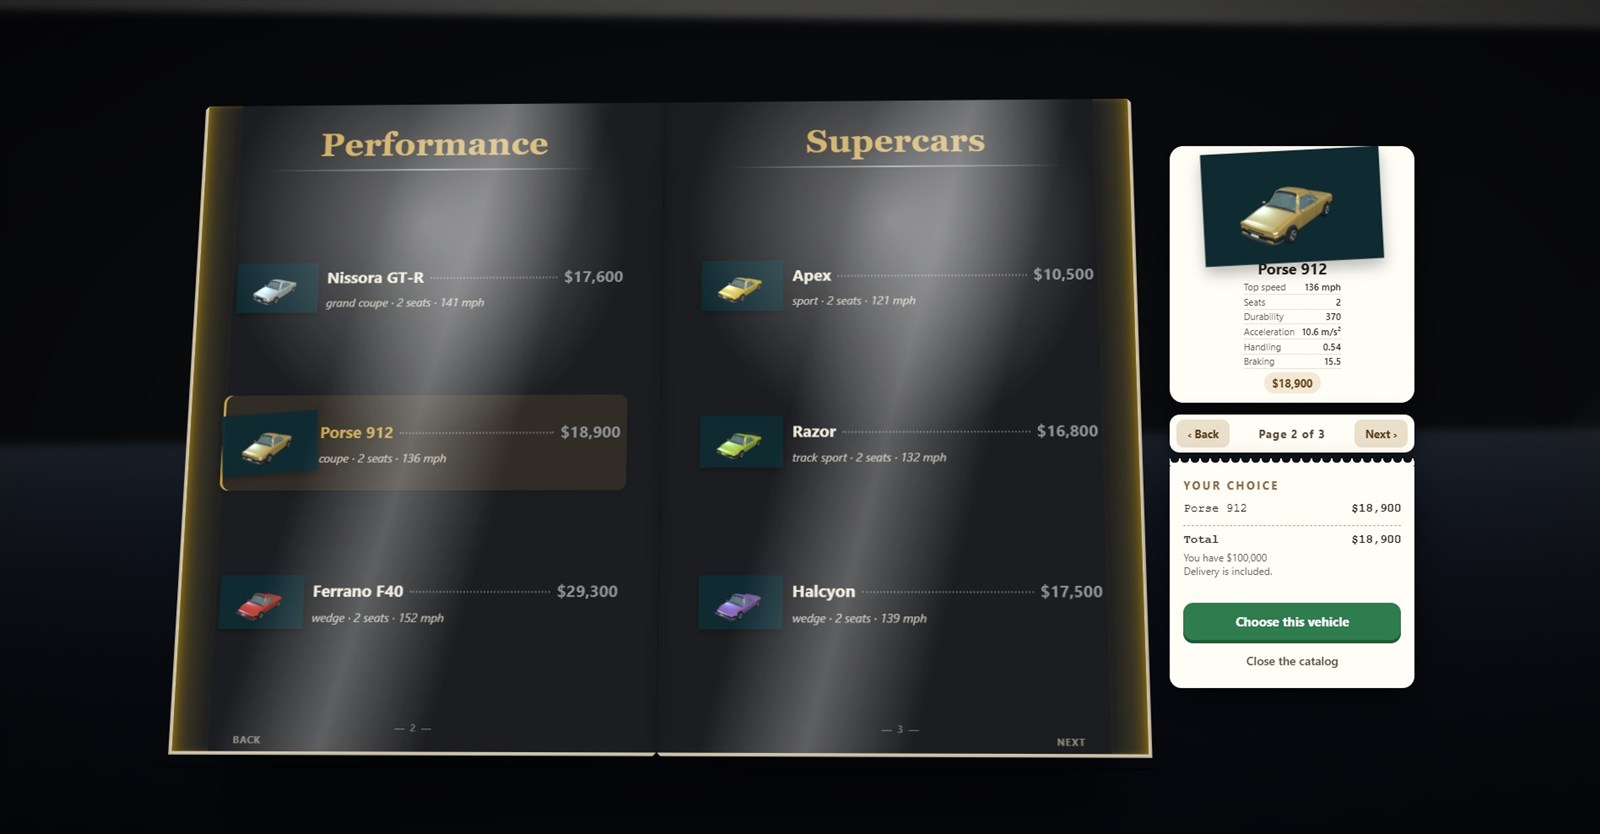 Performance
Nissora GT-R $17,600
grand coupe · 2 seats · 141 mph
Porse 912 $18,900
coupe · 2 seats · 136 mph
Ferrano F40 $29,300
wedge · 2 seats · 152 mph
— 2 —
BACK
Supercars
Apex $10,500
sport · 2 seats · 121 mph
Razor $16,800
track sport · 2 seats · 132 mph
Halcyon $17,500
wedge · 2 seats · 139 mph
— 3 —
NEXT
Porse 912
Top speed 136 mph
Seats 2
Durability 370
Acceleration 10.6 m/s²
Handling 0.54
Braking 15.5
$18,900
‹ Back Page 2 of 3 Next ›
YOUR CHOICE
Porse 912 $18,900
Total $18,900
You have $100,000
Delivery is included.
Choose this vehicle
Close the catalog